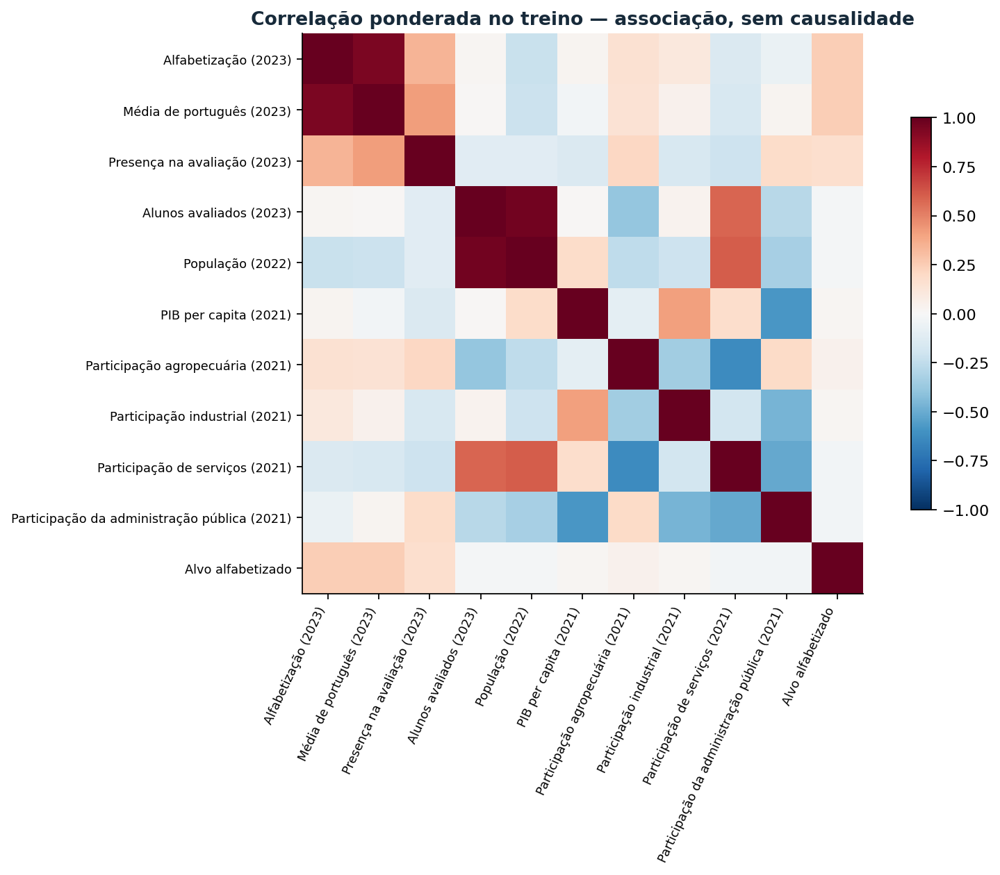 Correlação ponderada no treino — associação, sem causalidade
Alfabetização (2023)
Média de português (2023)
Presença na avaliação (2023)
Alunos avaliados (2023)
População (2022)
PIB per capita (2021)
Participação agropecuária (2021)
Participação industrial (2021)
Participação de serviços (2021)
Participação da administração pública (2021)
Alvo alfabetizado
1.00
0.75
0.50
0.25
0.00
−0.25
−0.50
−0.75
−1.00
Alfabetização (2023)
Média de português (2023)
Presença na avaliação (2023)
Alunos avaliados (2023)
População (2022)
PIB per capita (2021)
Participação agropecuária (2021)
Participação industrial (2021)
Participação de serviços (2021)
Participação da administração pública (2021)
Alvo alfabetizado